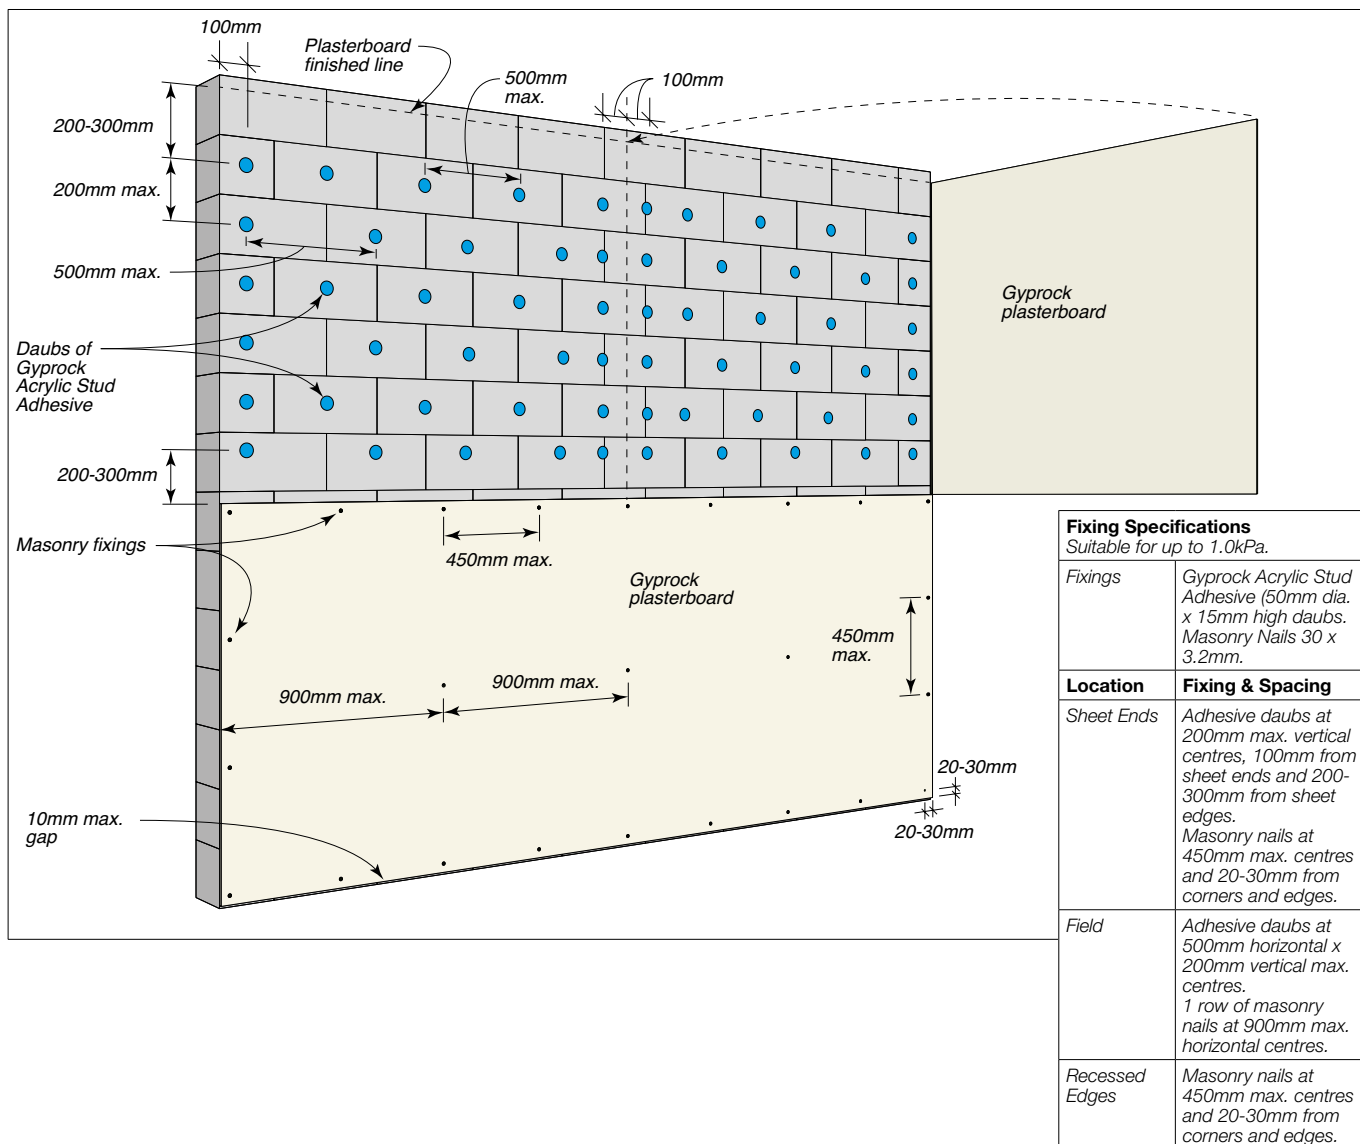 100mm
Plasterboard
finished line
500mm
max.
100mm
200-300mm
200mm max.
500mm max.
Gyprock
plasterboard
Daubs of
Gyprock
Acrylic Stud
Adhesive
200-300mm
Masonry fixings
450mm max.
Gyprock
plasterboard
450mm
max.
900mm max.
900mm max.
20-30mm
10mm max.
gap
20-30mm
Fixing Specifications
Suitable for up to 1.0kPa.
Fixings
Gyprock Acrylic Stud
Adhesive (50mm dia.
x 15mm high daubs.
Masonry Nails 30 x
3.2mm.
Location
Fixing & Spacing
Sheet Ends
Adhesive daubs at
200mm max. vertical
centres, 100mm from
sheet ends and 200-
300mm from sheet
edges.
Masonry nails at
450mm max. centres
and 20-30mm from
corners and edges.
Field
Adhesive daubs at
500mm horizontal x
200mm vertical max.
centres.
1 row of masonry
nails at 900mm max.
horizontal centres.
Recessed
Edges
Masonry nails at
450mm max. centres
and 20-30mm from
corners and edges.